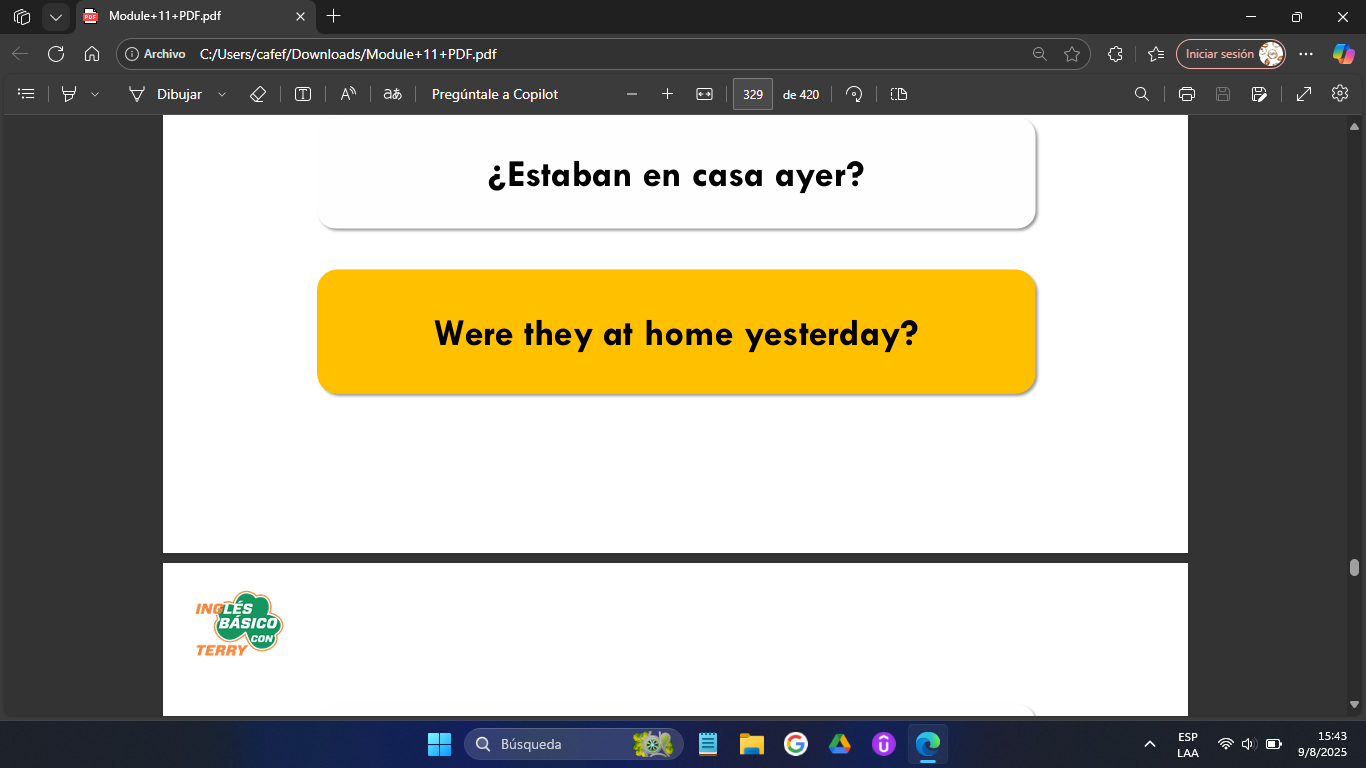 Module+11+PDF.pdf
Archivo C:/Users/cafef/Downloads/Module+11+PDF.pdf
Iniciar sesión
Dibujar
aあ
Pregúntale a Copilot
329 de 420
¿Estaban en casa ayer?
Were they at home yesterday?
INGLÉS
BÁSICO
CON
TERRY
Búsqueda
ESP
LAA
15:43
9/8/2025